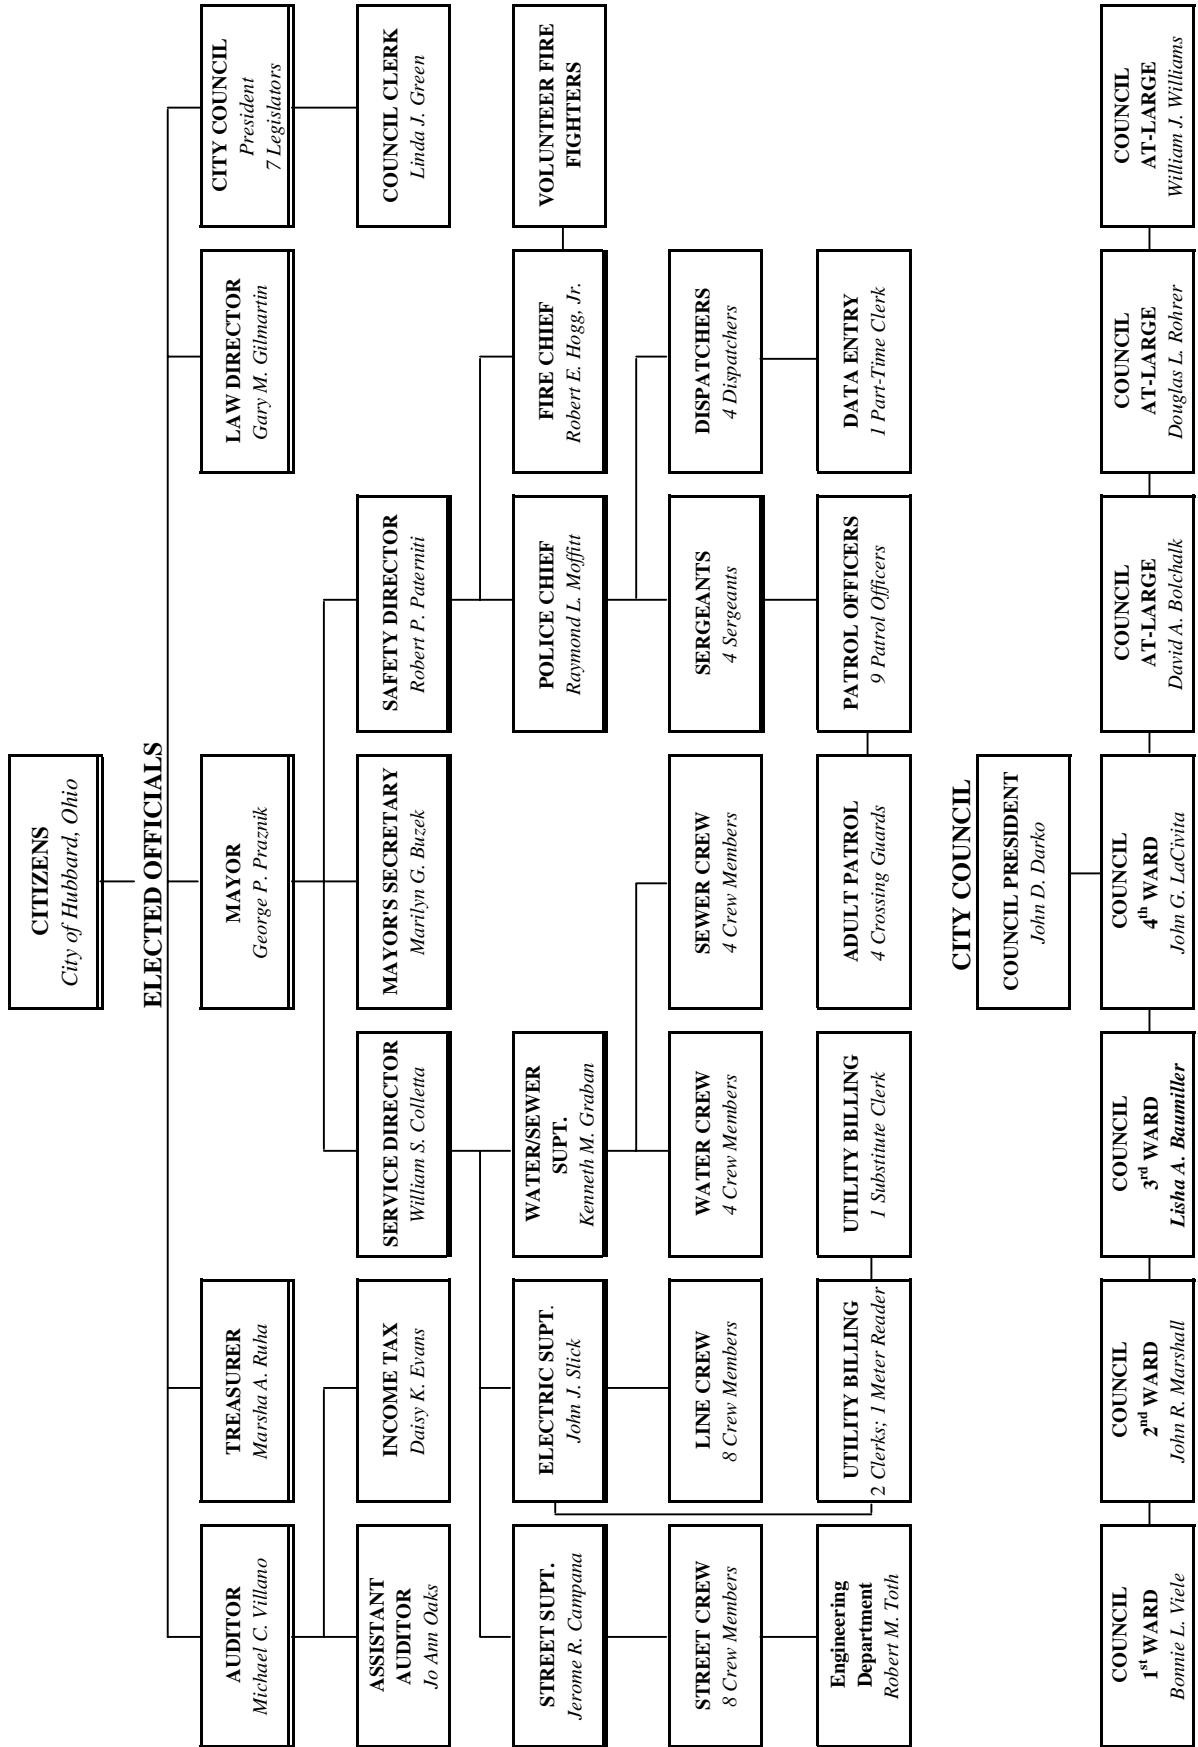 CITIZENS
City of Hubbard, Ohio
ELECTED OFFICIALS
AUDITOR
Michael C. Villano
TREASURER
Marsha A. Ruha
MAYOR
George P. Praznik
LAW DIRECTOR
Gary M. Gilmartin
CITY COUNCIL
President
7 Legislators
ASSISTANT
AUDITOR
Jo Ann Oaks
INCOME TAX
Daisy K. Evans
SERVICE DIRECTOR
William S. Colletta
MAYOR'S SECRETARY
Marilyn G. Buzek
SAFETY DIRECTOR
Robert P. Paterniti
COUNCIL CLERK
Linda J. Green
STREET SUPT.
Jerome R. Campana
ELECTRIC SUPT.
John J. Slick
WATER/SEWER
SUPT.
Kenneth M. Graban
POLICE CHIEF
Raymond L. Moffitt
FIRE CHIEF
Robert E. Hogg, Jr.
VOLUNTEER FIRE
FIGHTERS
STREET CREW
8 Crew Members
LINE CREW
8 Crew Members
WATER CREW
4 Crew Members
SEWER CREW
4 Crew Members
SERGEANTS
4 Sergeants
DISPATCHERS
4 Dispatchers
Engineering
Department
Robert M. Toth
UTILITY BILLING
2 Clerks; 1 Meter Reader
UTILITY BILLING
1 Substitute Clerk
ADULT PATROL
4 Crossing Guards
PATROL OFFICERS
9 Patrol Officers
DATA ENTRY
1 Part-Time Clerk
CITY COUNCIL
COUNCIL PRESIDENT
John D. Darko
COUNCIL
1st WARD
Bonnie L. Viele
COUNCIL
2nd WARD
John R. Marshall
COUNCIL
3rd WARD
Lisha A. Baumiller
COUNCIL
4th WARD
John G. LaCivita
COUNCIL
AT-LARGE
David A. Bolchalk
COUNCIL
AT-LARGE
Douglas L. Rohrer
COUNCIL
AT-LARGE
William J. Williams